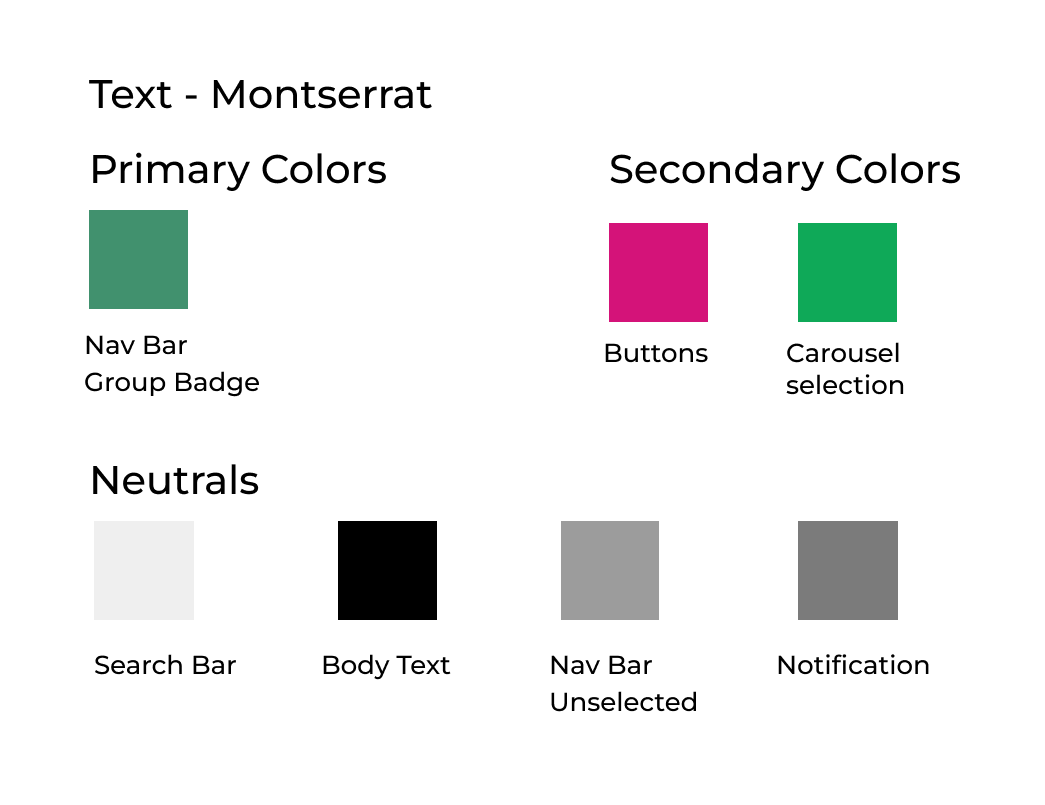 Text - Montserrat
Primary Colors
Nav Bar
Group Badge
Secondary Colors
Buttons
Carousel
selection
Neutrals
Search Bar
Body Text
Nav Bar
Unselected
Notification